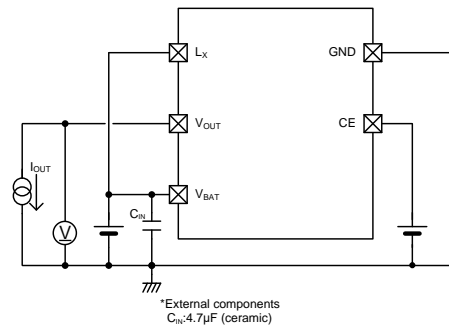 Lx
GND
VOUT
CE
IOUT
VBAT
CIN
V
*External components
CIN:4.7μF (ceramic)